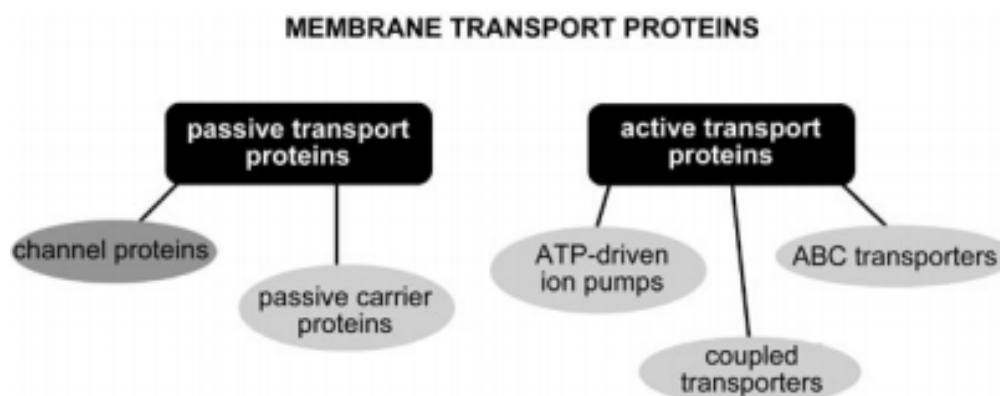 MEMBRANE TRANSPORT PROTEINS
passive transport
proteins
active transport
proteins
channel proteins
passive carrier
proteins
ATP-driven
ion pumps
ABC transporters
coupled
transporters